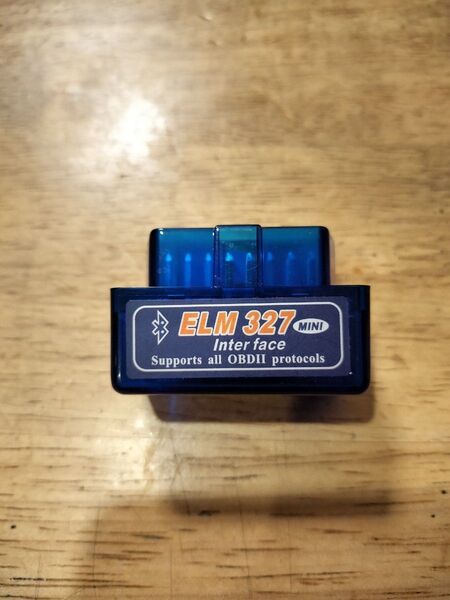 ELM 327 MINI
Inter face
Supports all OBDII protocols